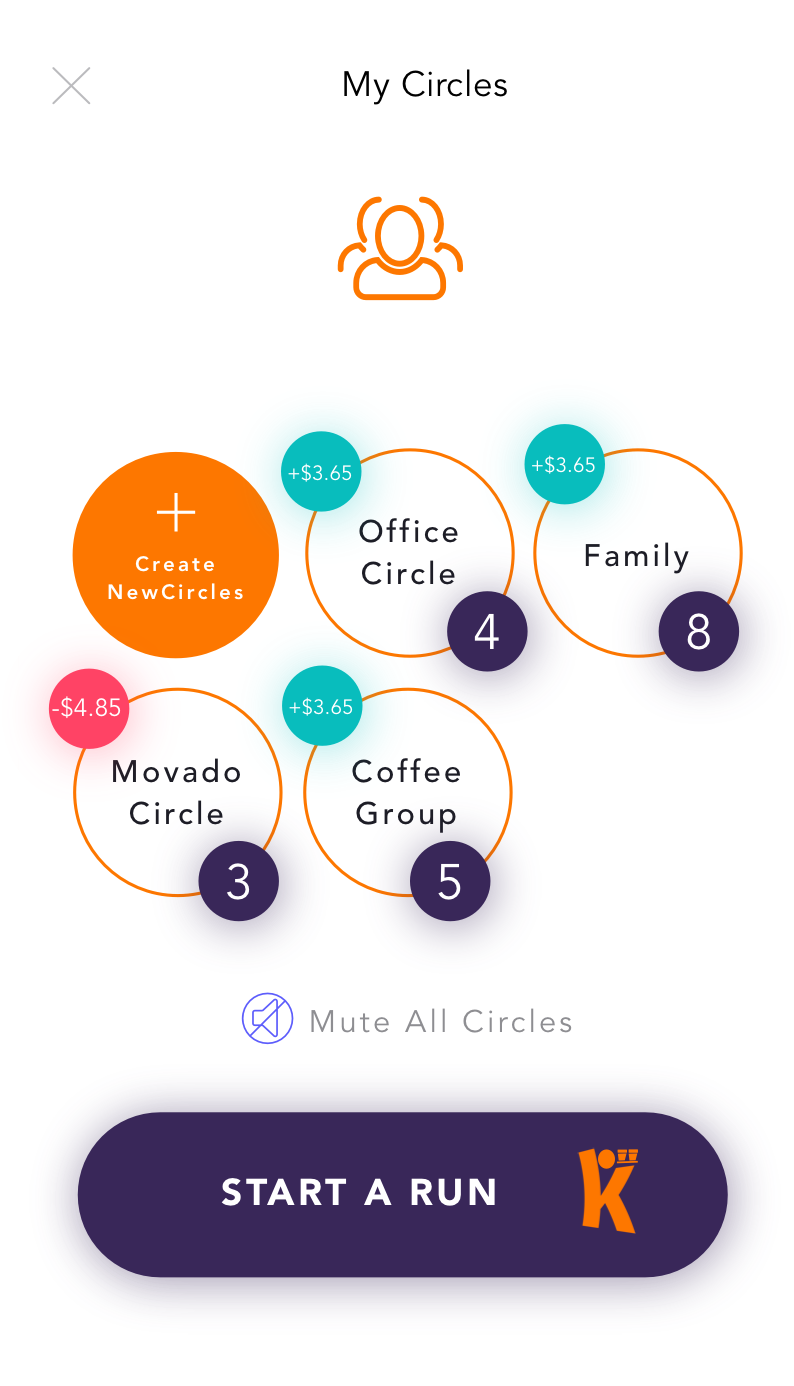 My Circles
+$3.65
+$3.65
Create
NewCircles
Office
Circle
Family
4
8
-$4.85
+$3.65
Movado
Circle
Coffee
Group
3
5
Mute All Circles
START A RUN
K